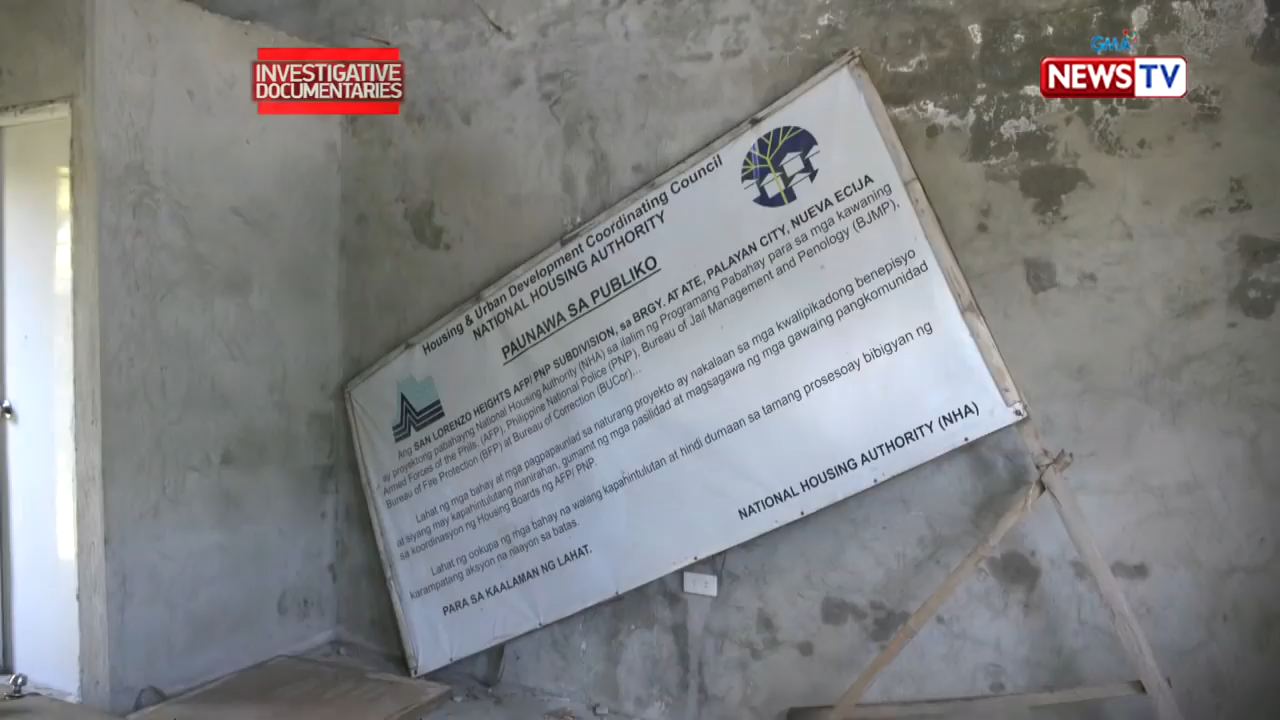 INVESTIGATIVE
DOCUMENTARIES
GMA
NEWS TV
Housing & Urban Development Coordinating Council
NATIONAL HOUSING AUTHORITY
PAUNAWA SA PUBLIKO
Ang SAN LORENZO HEIGHTS AFP/ PNP SUBDIVISION, sa BRGY. ATATE, PALAYAN CITY, NUEVA ECIJA
ay proyektong pabahayng National Housing Authority (NHA) sa ilalim ng Programang Pabahay para sa mga kawaning
Armed Forces of the Phils. (AFP), Philippine National Police (PNP), Bureau of Jail Management and Penology (BJMP),
Bureau of Fire Protection (BFP) at Bureau of Correction (BUCor)...
Lahat ng mga bahay at mga pagpapaunlad sa naturang proyekto ay nakalaan sa mga kwalipikadong benepisyo
at siyang may kapahintulutang manirahan, gumamit ng mga pasilidad at magsagawa ng mga gawaing pangkomunidad
sa koordinasyon ng Housing Boards ng AFP/ PNP.
Lahat ng ookupa ng mga bahay na walang kapahintulutan at hindi dumaan sa tamang prosesoay bibigyan ng
karampatang aksyon na niaayon sa batas.
PARA SA KAALAMAN NG LAHAT.
NATIONAL HOUSING AUTHORITY (NHA)